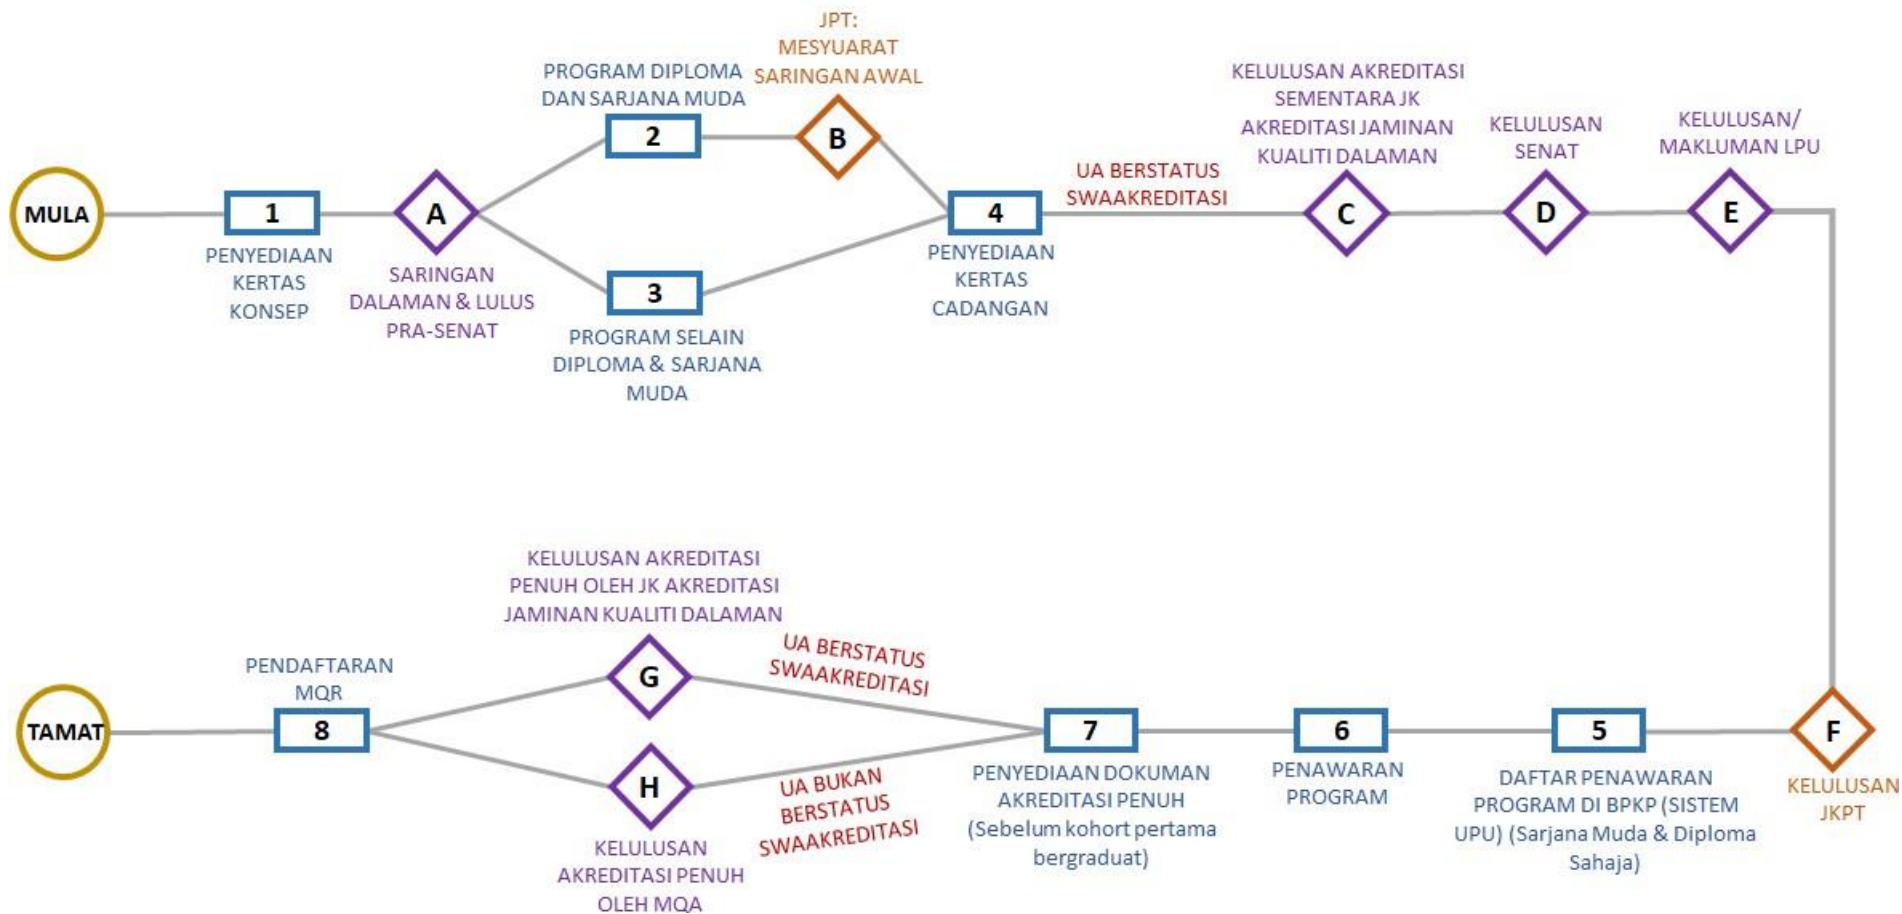 MULA
1
PENYEDIAAN
KERTAS
KONSEP
A
SARINGAN
DALAMAN & LULUS
PRA-SENAT
PROGRAM DIPLOMA
DAN SARJANA MUDA
2
JPT:
MESYUARAT
SARINGAN AWAL
B
3
PROGRAM SELAIN
DIPLOMA & SARJANA
MUDA
4
PENYEDIAAN
KERTAS
CADANGAN
UA BERSTATUS
SWAAKREDITASI
KELULUSAN AKREDITASI
SEMENTARA JK
AKREDITASI JAMINAN
KUALITI DALAMAN
C
KELULUSAN
SENAT
D
KELULUSAN/
MAKLUMAN LPU
E
F
KELULUSAN
JKPT
5
DAFTAR PENAWARAN
PROGRAM DI BPKP (SISTEM
UPU) (Sarjana Muda & Diploma
Sahaja)
6
PENAWARAN
PROGRAM
7
PENYEDIAAN DOKUMAN
AKREDITASI PENUH
(Sebelum kohort pertama
bergraduat)
UA BERSTATUS
SWAAKREDITASI
KELULUSAN AKREDITASI
PENUH OLEH JK AKREDITASI
JAMINAN KUALITI DALAMAN
G
UA BUKAN
BERSTATUS
SWAAKREDITASI
H
KELULUSAN
AKREDITASI PENUH
OLEH MQA
PENDAFTARAN
MQR
8
TAMAT